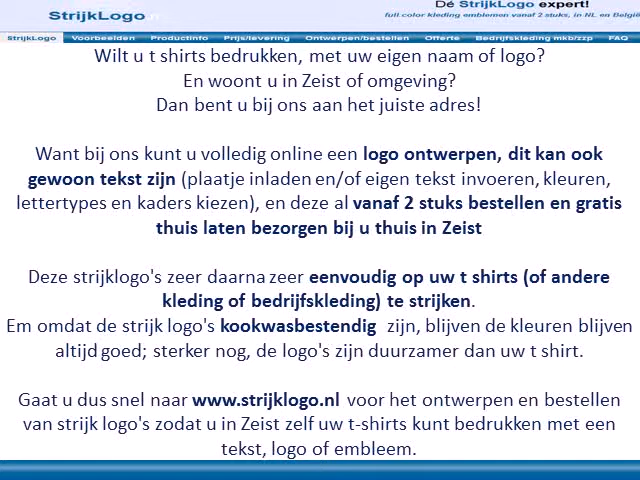 StrijkLogo
Dé StrijkLogo expert!
full color kleding emblemen vanaf 2 stuks, in NL en België
StrijkLogo Voorbeelden Productinfo Prijs/levering Ontwerpen/bestellen Offerte Bedrijfskleding mkb/zzp FAQ
Wilt u t shirts bedrukken, met uw eigen naam of logo?
En woont u in Zeist of omgeving?
Dan bent u bij ons aan het juiste adres!
Want bij ons kunt u volledig online een logo ontwerpen, dit kan ook
gewoon tekst zijn (plaatje inladen en/of eigen tekst invoeren, kleuren,
lettertypes en kaders kiezen), en deze al vanaf 2 stuks bestellen en gratis
thuis laten bezorgen bij u thuis in Zeist
Deze strijklogo's zeer daarna zeer eenvoudig op uw t shirts (of andere
kleding of bedrijfskleding) te strijken.
Em omdat de strijk logo's kookwasbestendig zijn, blijven de kleuren blijven
altijd goed; sterker nog, de logo's zijn duurzamer dan uw t shirt.
Gaat u dus snel naar www.strijklogo.nl voor het ontwerpen en bestellen
van strijk logo's zodat u in Zeist zelf uw t-shirts kunt bedrukken met een
tekst, logo of embleem.